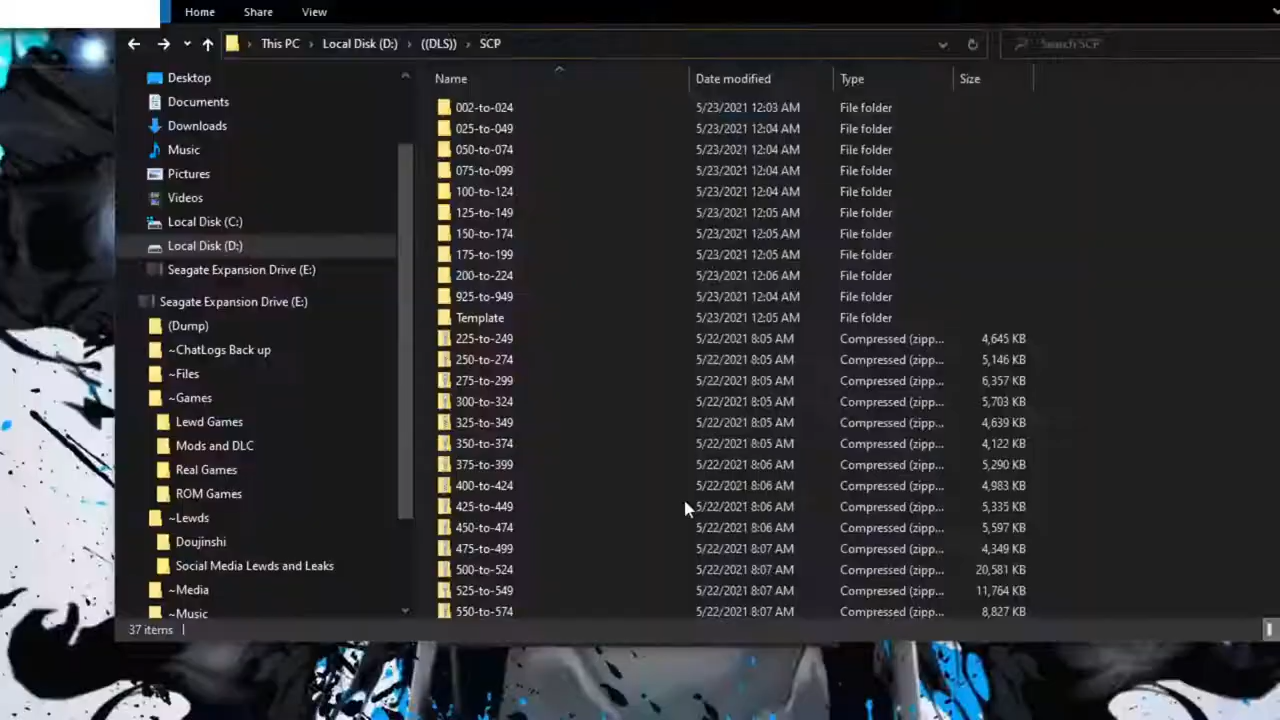 Home Share View
This PC Local Disk (D:) ((DLS)) SCP Search SCP
Desktop
Documents
Downloads
Music
Pictures
Videos
Local Disk (C:)
Local Disk (D:)
Seagate Expansion Drive (E:)
Seagate Expansion Drive (E:)
(Dump)
~ChatLogs Back up
~Files
~Games
Lewd Games
Mods and DLC
Real Games
ROM Games
~Lewds
Doujinshi
Social Media Lewds and Leaks
~Media
~Music
Name Date modified Type Size
002-to-024 5/23/2021 12:03 AM File folder
025-to-049 5/23/2021 12:04 AM File folder
050-to-074 5/23/2021 12:04 AM File folder
075-to-099 5/23/2021 12:04 AM File folder
100-to-124 5/23/2021 12:04 AM File folder
125-to-149 5/23/2021 12:05 AM File folder
150-to-174 5/23/2021 12:05 AM File folder
175-to-199 5/23/2021 12:05 AM File folder
200-to-224 5/23/2021 12:06 AM File folder
925-to-949 5/23/2021 12:04 AM File folder
Template 5/23/2021 12:05 AM File folder
225-to-249 5/22/2021 8:05 AM Compressed (zipp... 4,645 KB
250-to-274 5/22/2021 8:05 AM Compressed (zipp... 5,146 KB
275-to-299 5/22/2021 8:05 AM Compressed (zipp... 6,357 KB
300-to-324 5/22/2021 8:05 AM Compressed (zipp... 5,703 KB
325-to-349 5/22/2021 8:05 AM Compressed (zipp... 4,639 KB
350-to-374 5/22/2021 8:05 AM Compressed (zipp... 4,122 KB
375-to-399 5/22/2021 8:06 AM Compressed (zipp... 5,290 KB
400-to-424 5/22/2021 8:06 AM Compressed (zipp... 4,983 KB
425-to-449 5/22/2021 8:06 AM Compressed (zipp... 5,335 KB
450-to-474 5/22/2021 8:06 AM Compressed (zipp... 5,597 KB
475-to-499 5/22/2021 8:07 AM Compressed (zipp... 4,349 KB
500-to-524 5/22/2021 8:07 AM Compressed (zipp... 20,581 KB
525-to-549 5/22/2021 8:07 AM Compressed (zipp... 11,764 KB
550-to-574 5/22/2021 8:07 AM Compressed (zipp... 8,827 KB
37 items